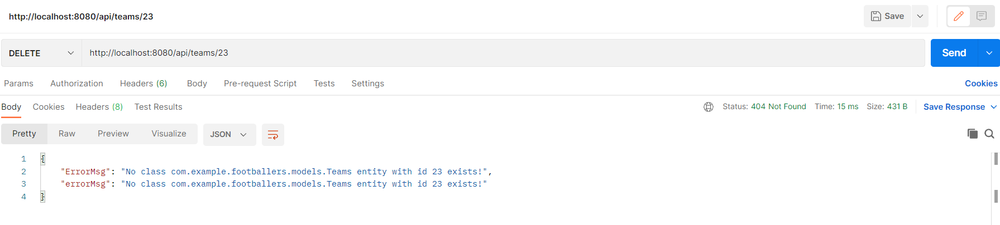 http://localhost:8080/api/teams/23
Save
DELETE
http://localhost:8080/api/teams/23
Send
Params Authorization Headers (6) Body Pre-request Script Tests Settings Cookies
Body Cookies Headers (8) Test Results Status: 404 Not Found Time: 15 ms Size: 431 B Save Response
Pretty Raw Preview Visualize JSON
1 {
2 "ErrorMsg": "No class com.example.footballers.models.Teams entity with id 23 exists!",
3 "errorMsg": "No class com.example.footballers.models.Teams entity with id 23 exists!"
4 }